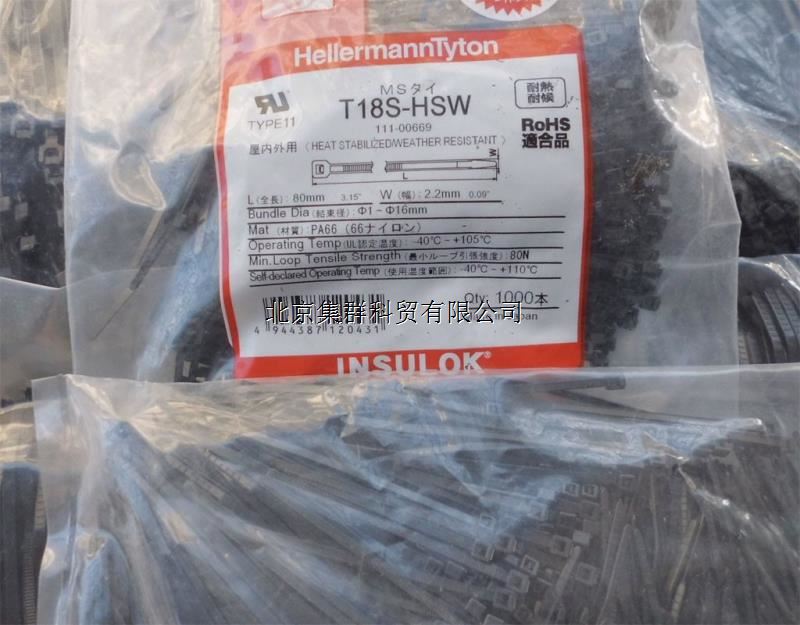 HellermannTyton
MSタイ
T18S-HSW
111-00669
TYPE11
耐熱
耐候
RoHS
適合品
屋内外用 （HEAT STABILIZED/WEATHER RESISTANT）
W
L
L(全長): 80mm 3.15" W (幅): 2.2mm 0.09"
Bundle Dia(結束径): Φ1－Φ16mm
Mat (材質): PA66 (66ナイロン)
Operating Temp(UL認定温度): -40℃－+105℃
Min.Loop Tensile Strength(最小ループ引張強度): 80N
Self-declared Operating Temp (使用温度範囲): -40℃－+110℃
Qty. 1000本
北京集群科贸有限公司
4 944387 120431
INSULOK®